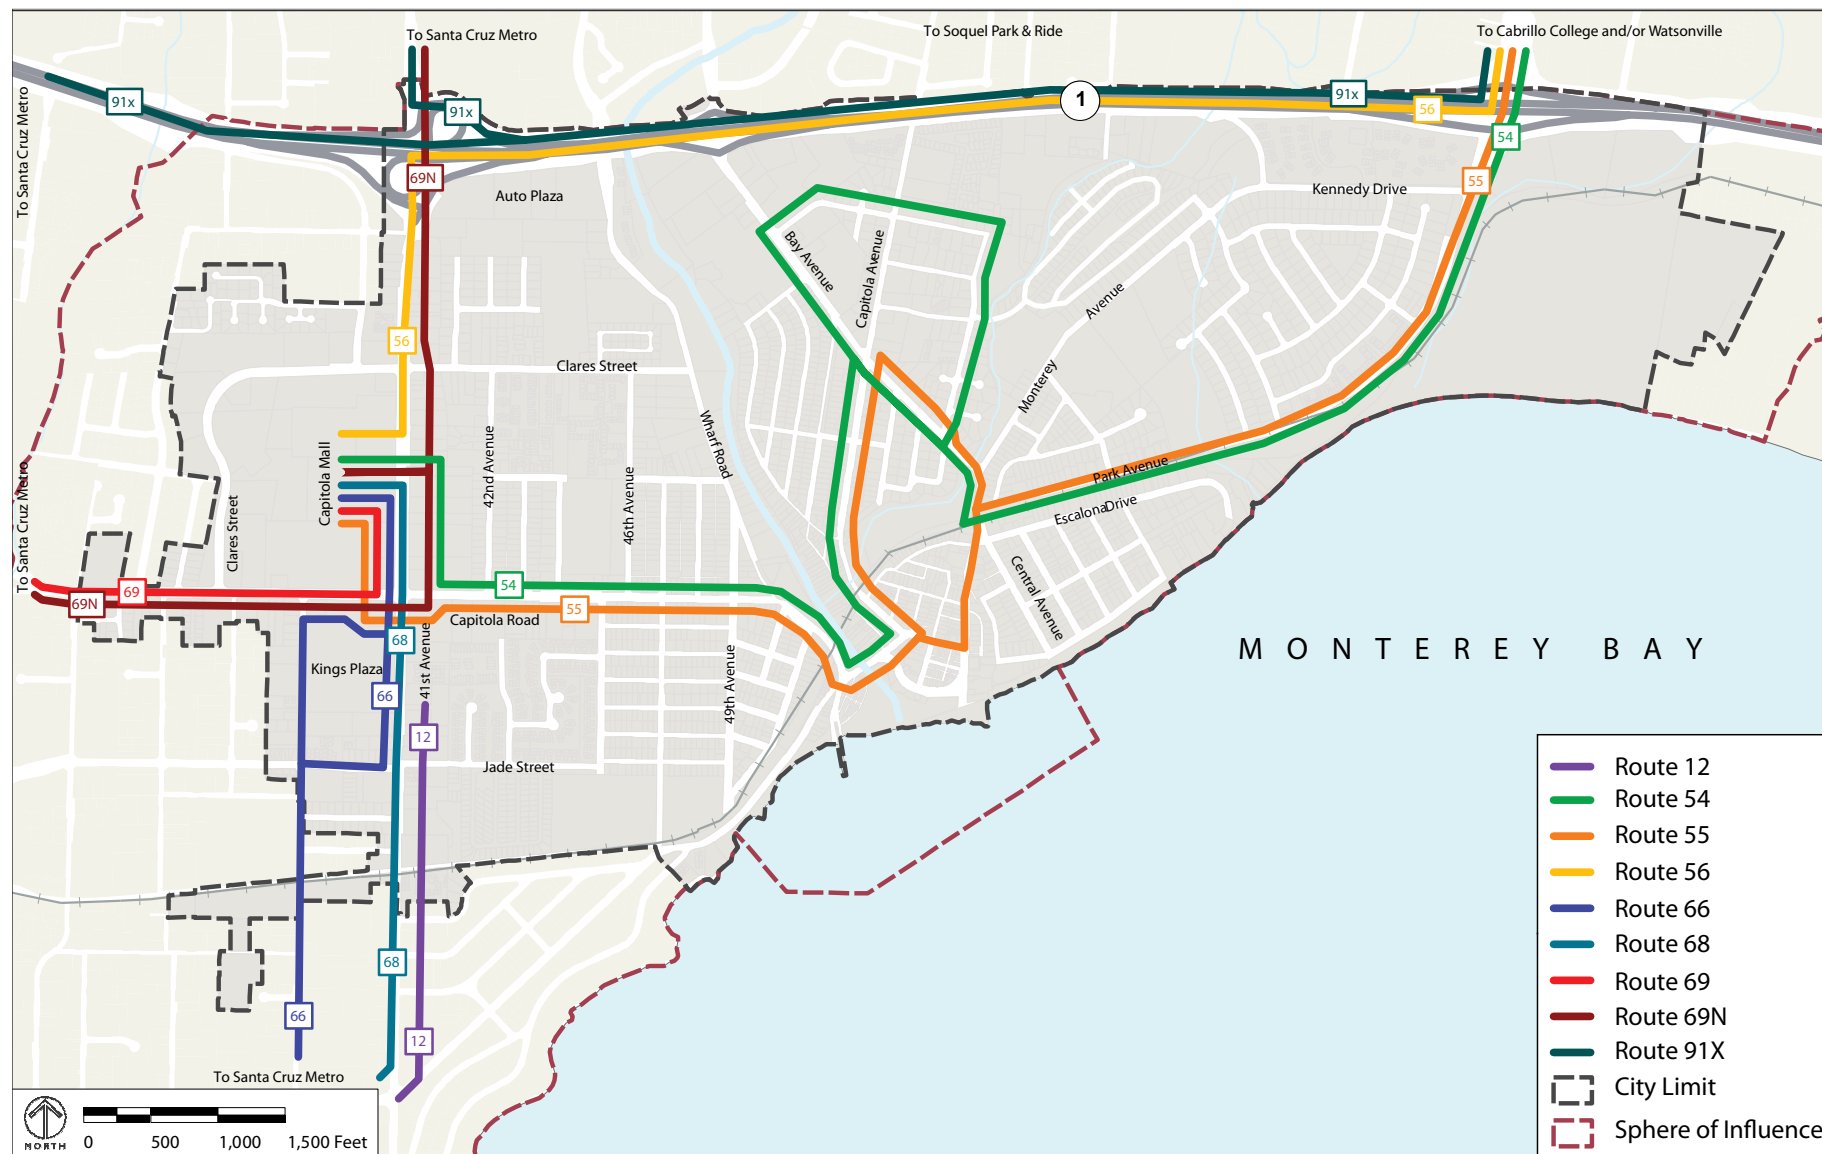 To Santa Cruz Metro
To Soquel Park & Ride
To Cabrillo College and/or Watsonville
91x
91x
1
91x
56
54
55
69N
To Santa Cruz Metro
Auto Plaza
Kennedy Drive
Bay Avenue
Capitola Avenue
Monterey
Avenue
56
Clares Street
Wharf Road
Capitola Mall
42nd Avenue
46th Avenue
Clares Street
Park Avenue
Escalona Drive
Central Avenue
To Santa Cruz Metro
69
69N
54
55
Capitola Road
68
41st Avenue
Kings Plaza
66
12
49th Avenue
Jade Street
MONTEREY BAY
68
66
12
To Santa Cruz Metro
NORTH
0 500 1,000 1,500 Feet
Route 12
Route 54
Route 55
Route 56
Route 66
Route 68
Route 69
Route 69N
Route 91X
City Limit
Sphere of Influence